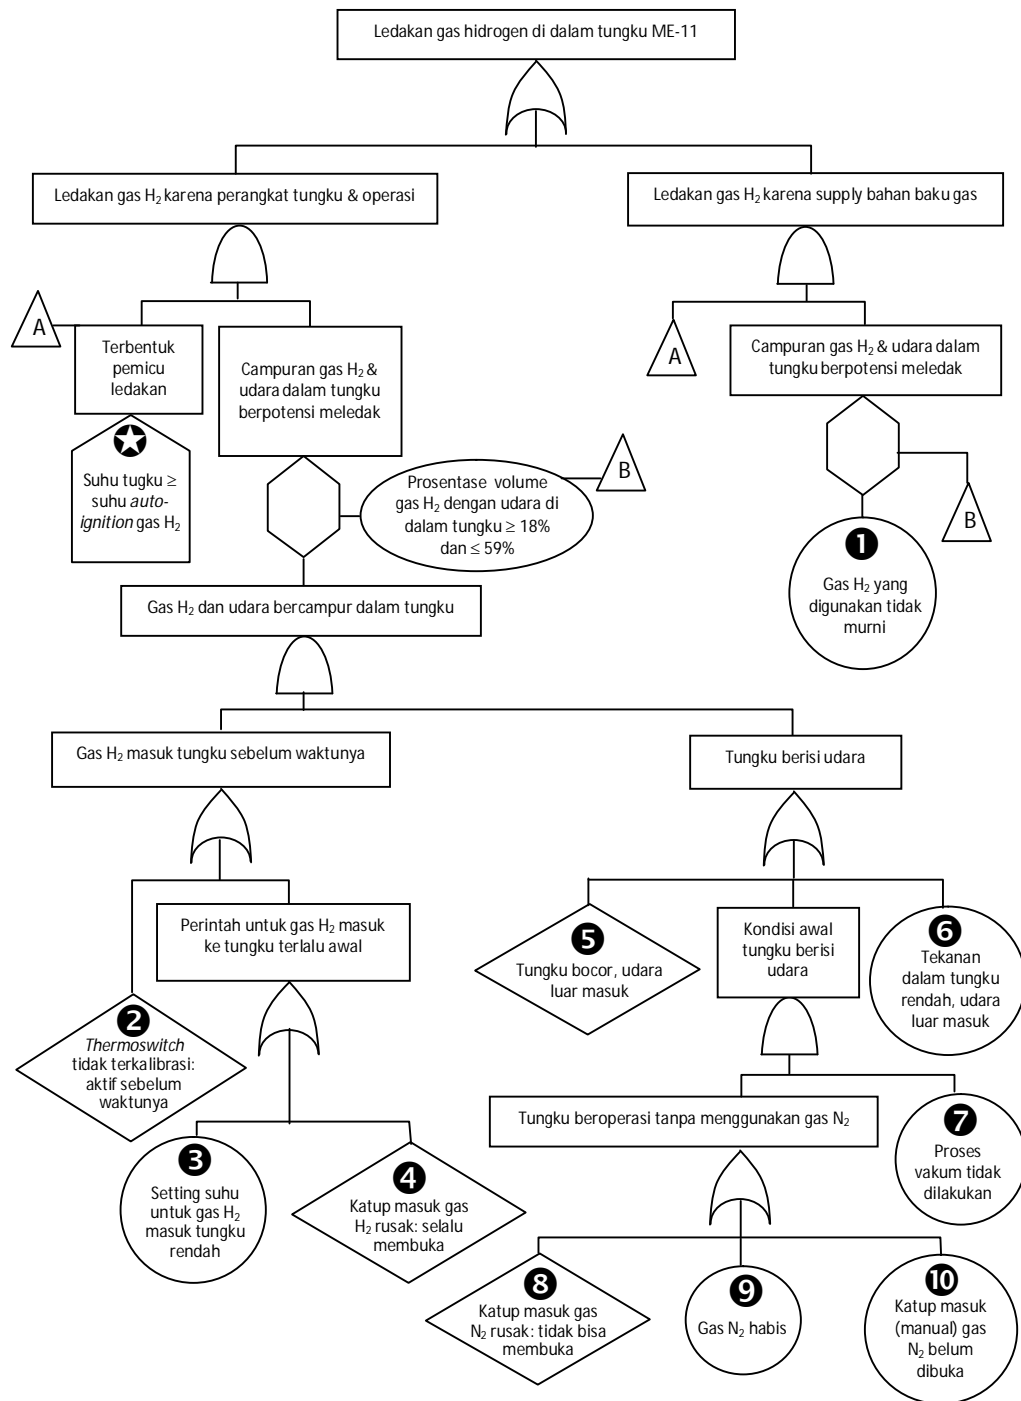 Ledakan gas hidrogen di dalam tungku ME-11
Ledakan gas H₂ karena perangkat tungku & operasi
Ledakan gas H₂ karena supply bahan baku gas
A
Terbentuk
pemicu
ledakan
Campuran gas H₂ &
udara dalam tungku
berpotensi meledak
A
Campuran gas H₂ & udara dalam
tungku berpotensi meledak
Suhu tugku ≥
suhu auto-
ignition gas H₂
Prosentase volume
gas H₂ dengan udara di
dalam tungku ≥ 18%
dan ≤ 59%
B
B
1
Gas H₂ yang
digunakan tidak
murni
Gas H₂ dan udara bercampur dalam tungku
Gas H₂ masuk tungku sebelum waktunya
Tungku berisi udara
Perintah untuk gas H₂ masuk
ke tungku terlalu awal
5
Tungku bocor, udara
luar masuk
Kondisi awal
tungku berisi
udara
6
Tekanan
dalam tungku
rendah, udara
luar masuk
2
Thermoswitch
tidak terkalibrasi:
aktif sebelum
waktunya
Tungku beroperasi tanpa menggunakan gas N₂
7
Proses
vakum tidak
dilakukan
3
Setting suhu
untuk gas H₂
masuk tungku
rendah
4
Katup masuk gas
H₂ rusak: selalu
membuka
8
Katup masuk gas
N₂ rusak: tidak bisa
membuka
9
Gas N₂ habis
10
Katup masuk
(manual) gas
N₂ belum
dibuka